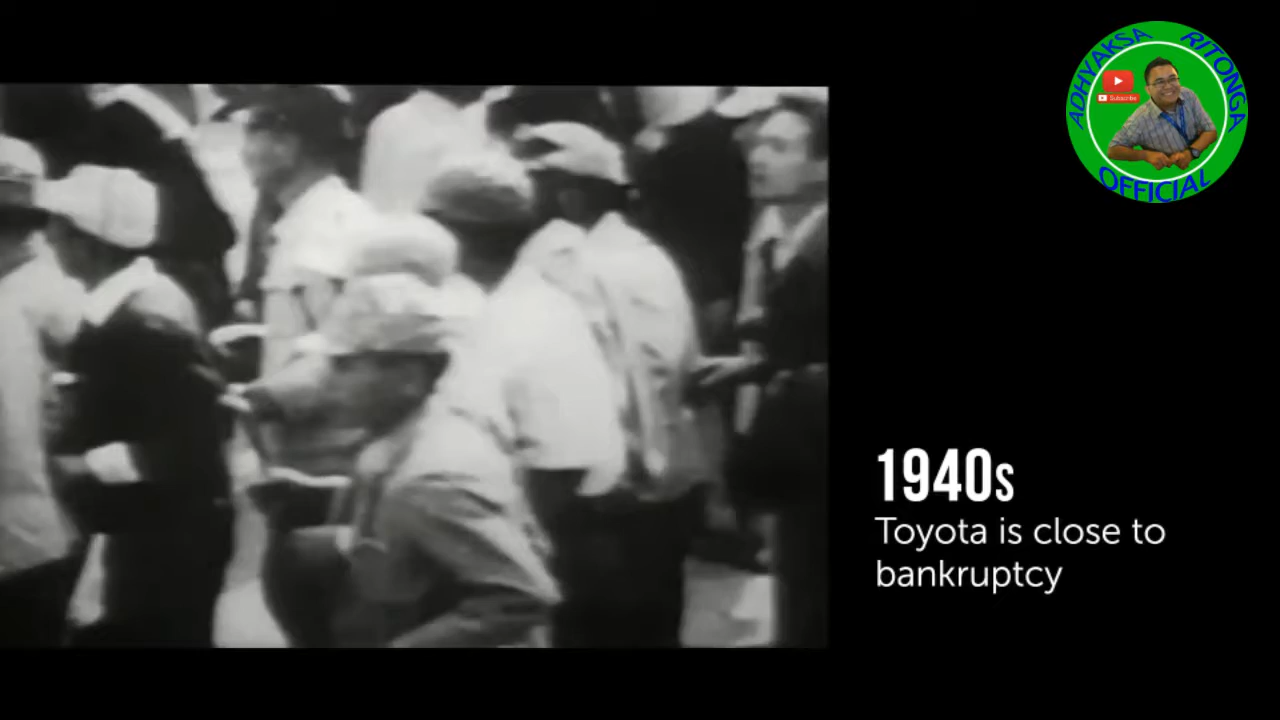 ADHYAKSA RITONGA
Subscribe
OFFICIAL
1940s
Toyota is close to
bankruptcy